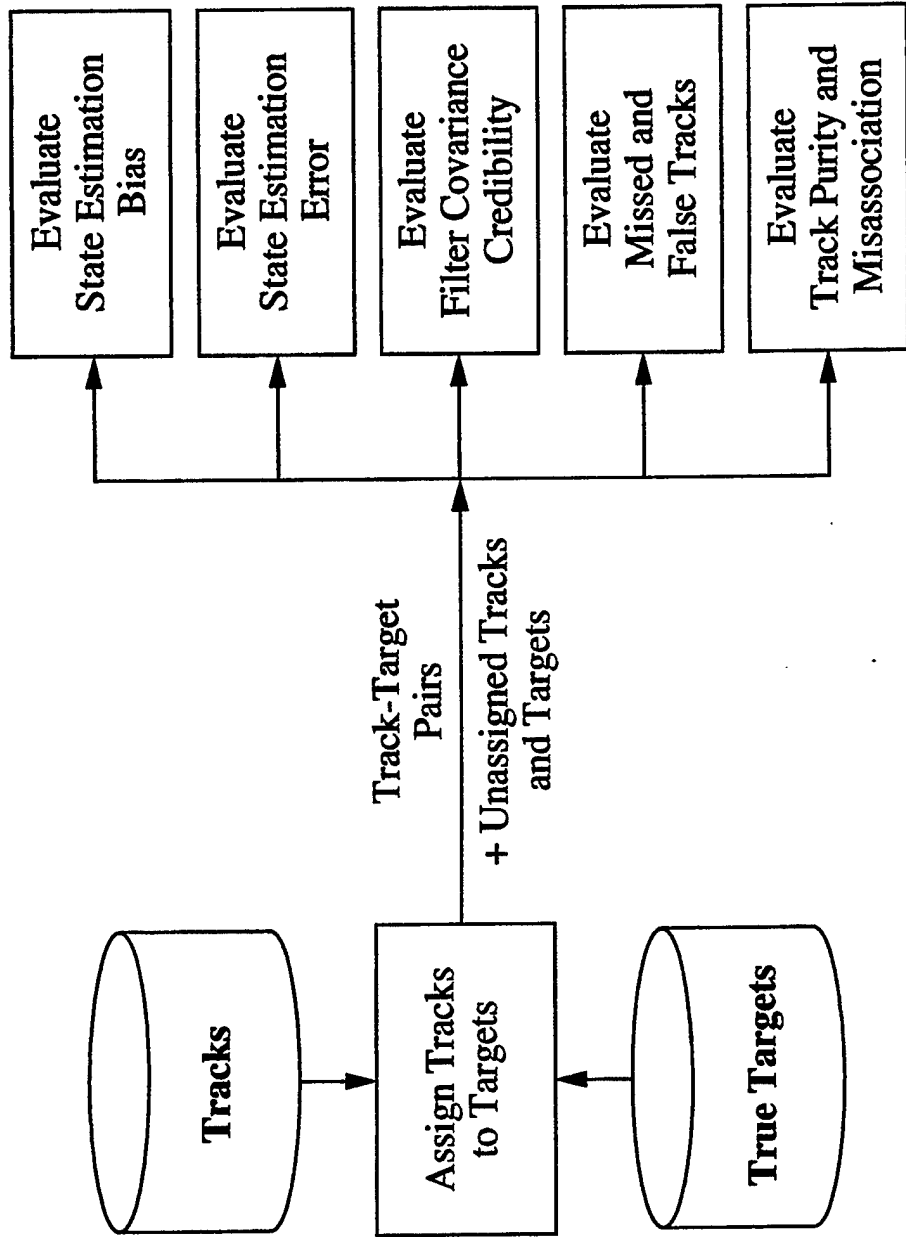 Tracks
Assign Tracks
to Targets
True Targets
Track-Target
Pairs
+ Unassigned Tracks
and Targets
Evaluate
State Estimation
Bias
Evaluate
State Estimation
Error
Evaluate
Filter Covariance
Credibility
Evaluate
Missed and
False Tracks
Evaluate
Track Purity and
Misassociation